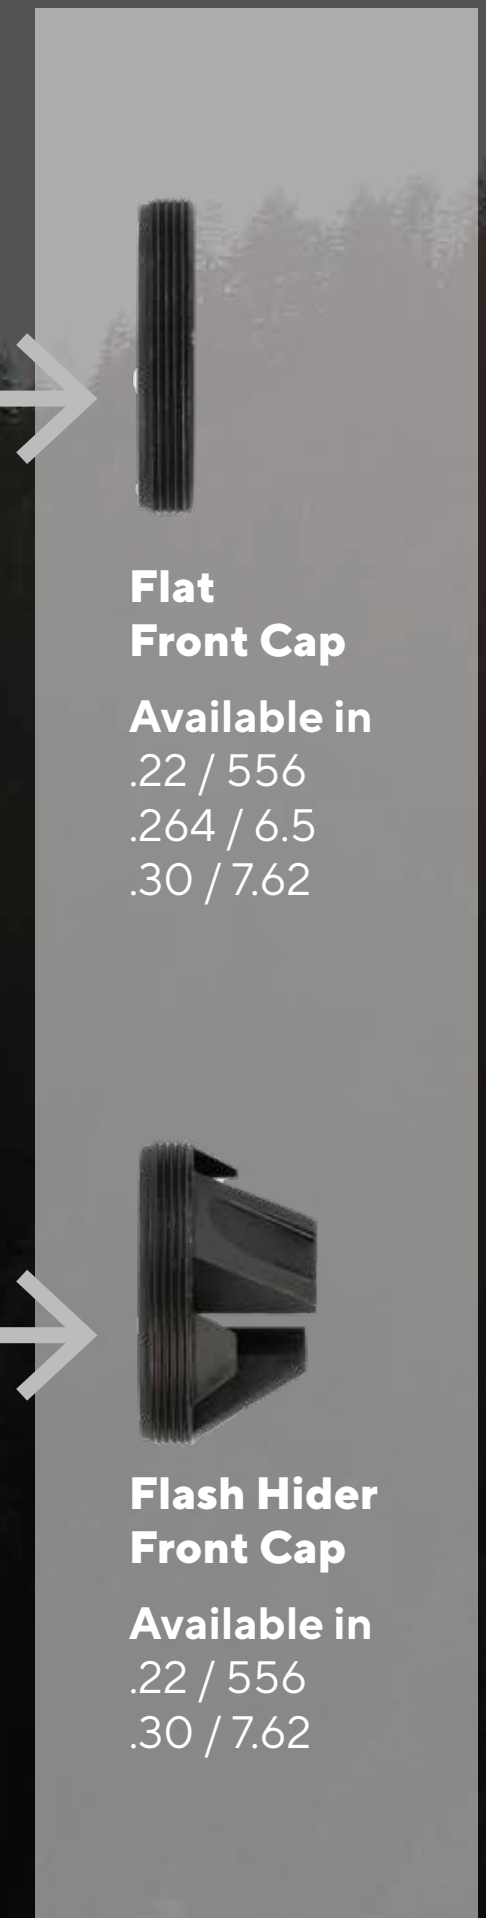 Flat
Front Cap
Available in
.22 / 556
.264 / 6.5
.30 / 7.62
Flash Hider
Front Cap
Available in
.22 / 556
.30 / 7.62